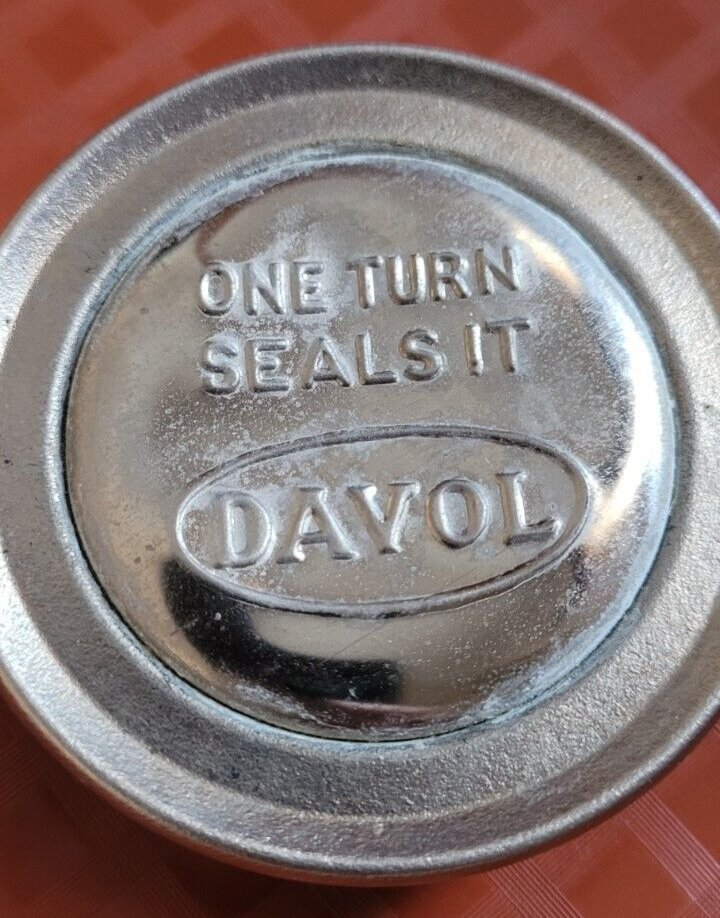 ONE TURN
SEALS IT
DAVOL